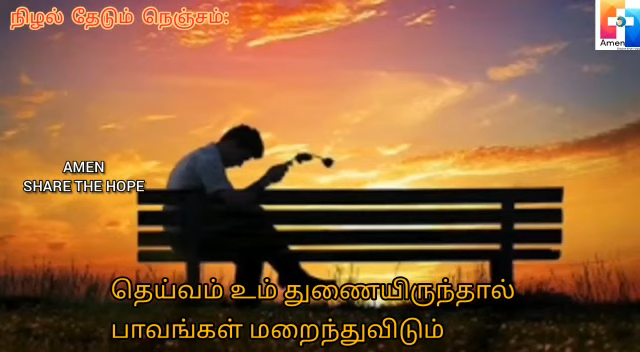 நிழல் தேடும் நெஞ்சம்:
Amen
AMEN
SHARE THE HOPE
தெய்வம் உம் துணையிருந்தால்
பாவங்கள் மறைந்துவிடும்